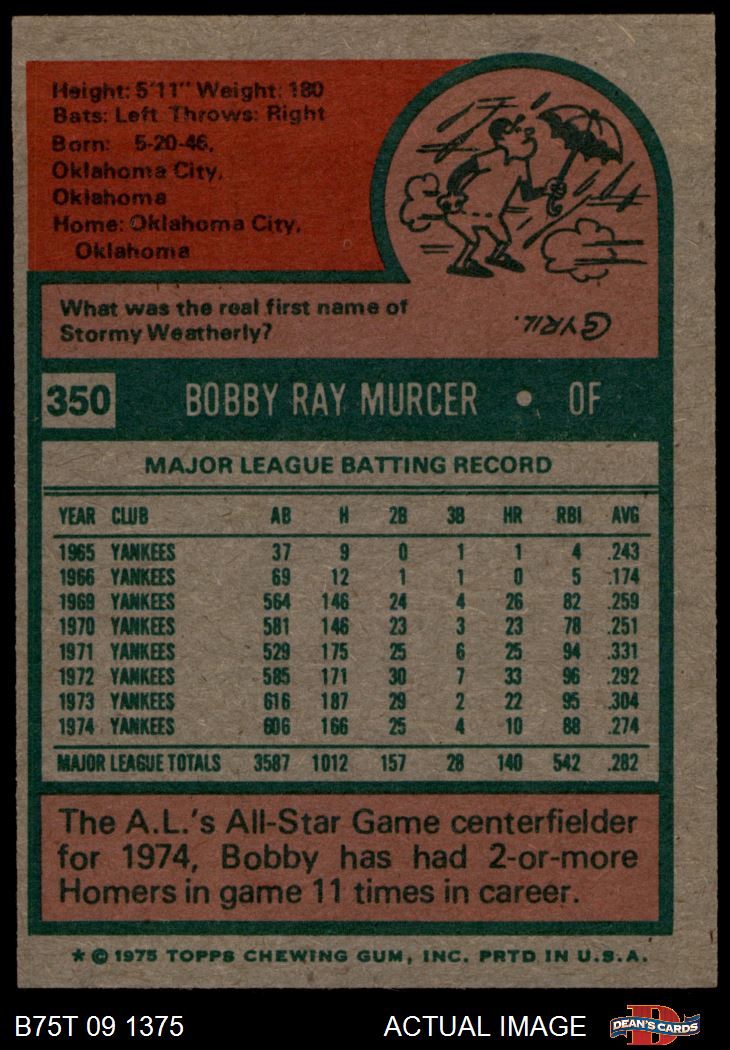 Height: 5'11" Weight: 180
Bats: Left Throws: Right
Born: 5-20-46,
Oklahoma City,
Oklahoma
Home: Oklahoma City,
Oklahoma
What was the real first name of
Stormy Weatherly?
CYRIL.
350 BOBBY RAY MURCER • OF
MAJOR LEAGUE BATTING RECORD
YEAR CLUB AB H 2B 3B HR RBI AVG
1965 YANKEES 37 9 0 1 1 4 .243
1966 YANKEES 69 12 1 1 0 5 .174
1969 YANKEES 564 146 24 4 26 82 .259
1970 YANKEES 581 146 23 3 23 78 .251
1971 YANKEES 529 175 25 6 25 94 .331
1972 YANKEES 585 171 30 7 33 96 .292
1973 YANKEES 616 187 29 2 22 95 .304
1974 YANKEES 606 166 25 4 10 88 .274
MAJOR LEAGUE TOTALS 3587 1012 157 28 140 542 .282
The A.L.'s All-Star Game centerfielder
for 1974, Bobby has had 2-or-more
Homers in game 11 times in career.
* © 1975 TOPPS CHEWING GUM, INC. PRTD IN U.S.A.
B75T 09 1375 ACTUAL IMAGE D DEAN'S CARDS